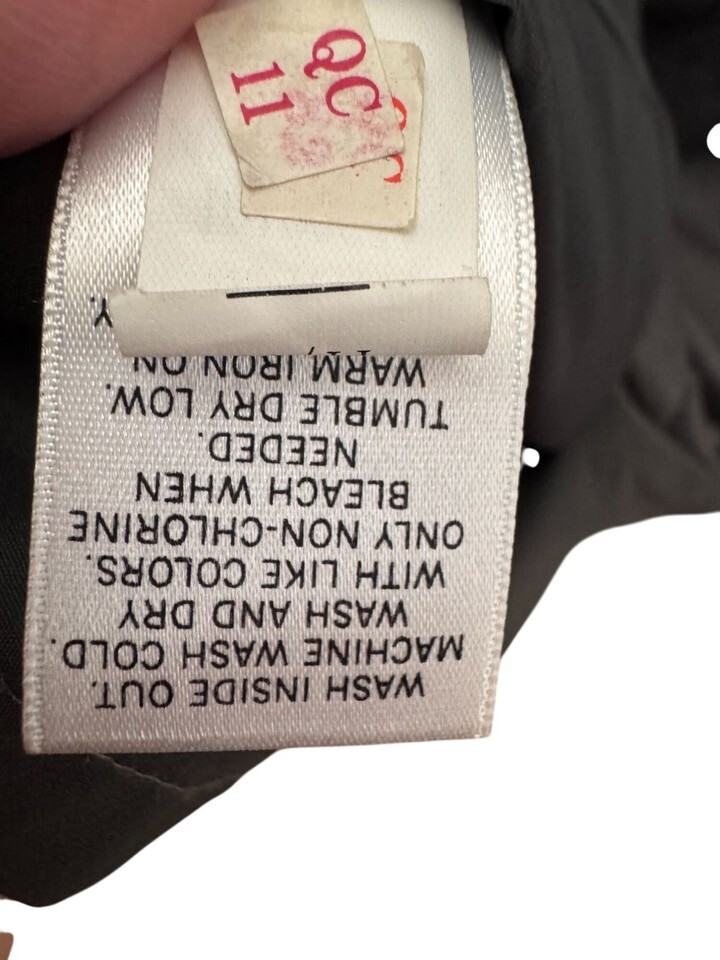 WASH INSIDE OUT.
MACHINE WASH COLD.
WASH AND DRY
WITH LIKE COLORS.
ONLY NON-CHLORINE
BLEACH WHEN
NEEDED.
TUMBLE DRY LOW.
WARM IRON ON
QC
11